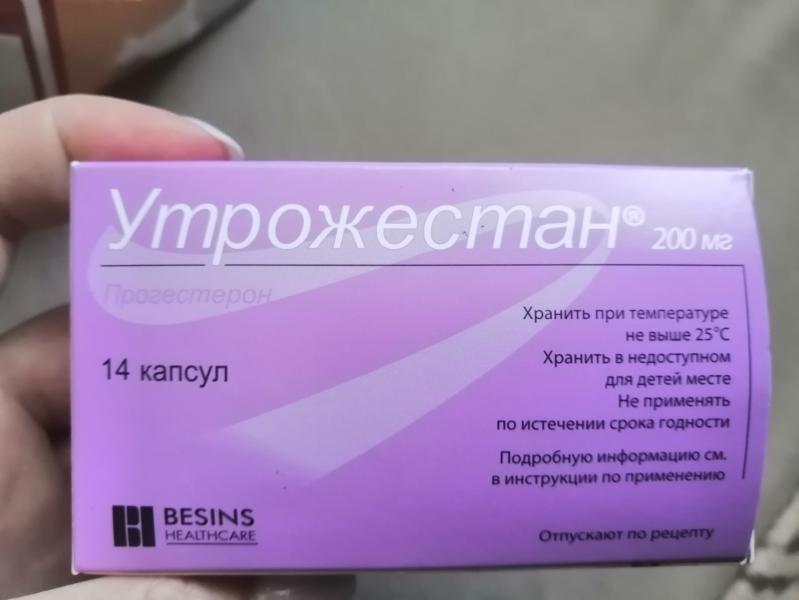 Утрожестан® 200 мг
Прогестерон
14 капсул
Хранить при температуре
не выше 25°C
Хранить в недоступном
для детей месте
Не применять
по истечении срока годности
Подробную информацию см.
в инструкции по применению
Отпускают по рецепту
BESINS
HEALTHCARE